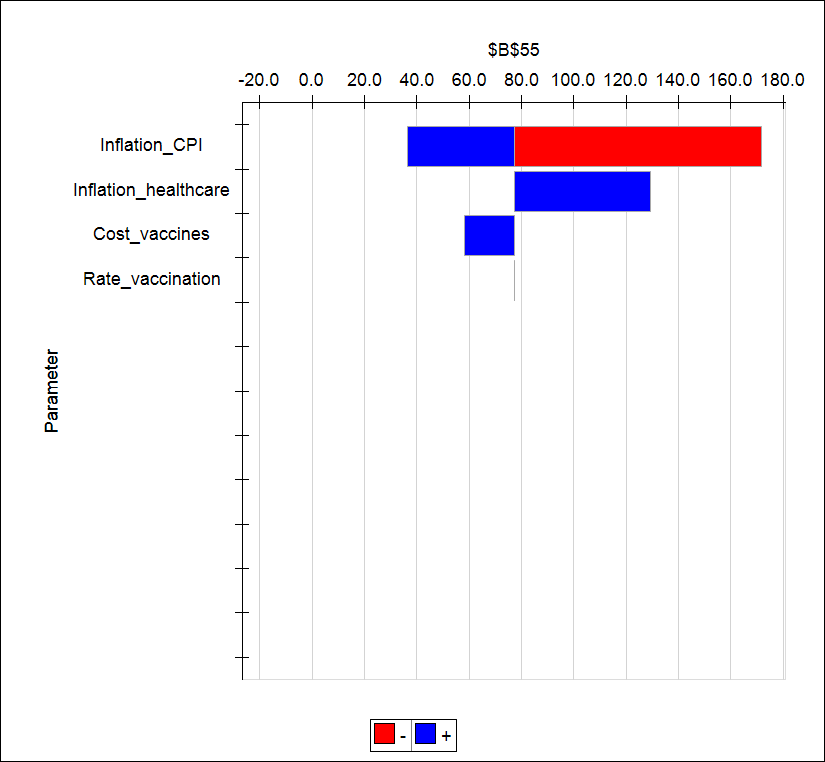 $B$55
-20.0 0.0 20.0 40.0 60.0 80.0 100.0 120.0 140.0 160.0 180.0
Inflation_CPI
Inflation_healthcare
Cost_vaccines
Rate_vaccination
Parameter
- +